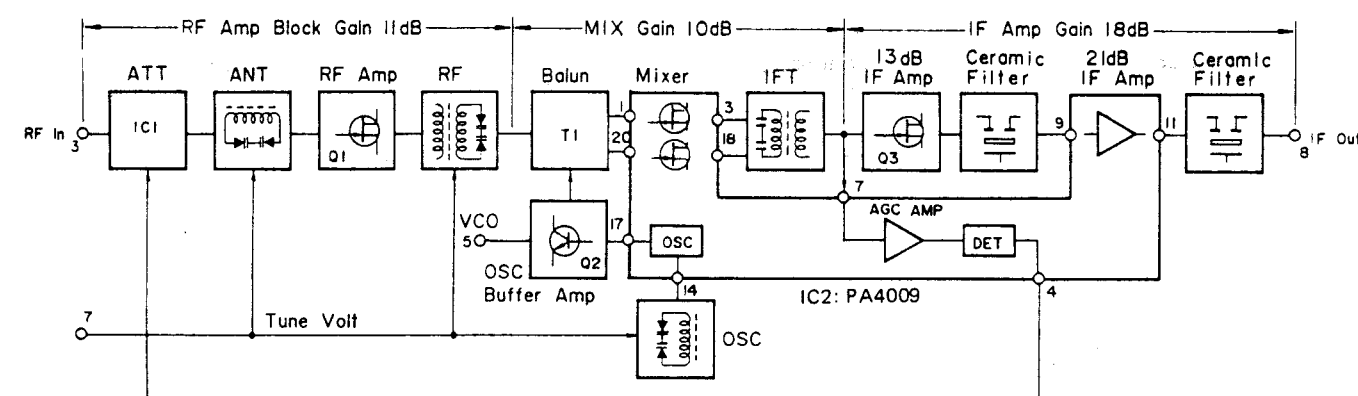 RF Amp Block Gain 11dB
MIX Gain 10dB
IF Amp Gain 18dB
ATT
ANT
RF Amp
RF
Balun
Mixer
IFT
13dB
IF Amp
Ceramic
Filter
21dB
IF Amp
Ceramic
Filter
RF In
3
IC1
Q1
T1
1
20
3
18
Q3
9
11
IF Out
8
7
AGC AMP
VCO
5
Q2
17
OSC
DET
OSC
Buffer Amp
14
IC2: PA4009
4
7
Tune Volt
OSC